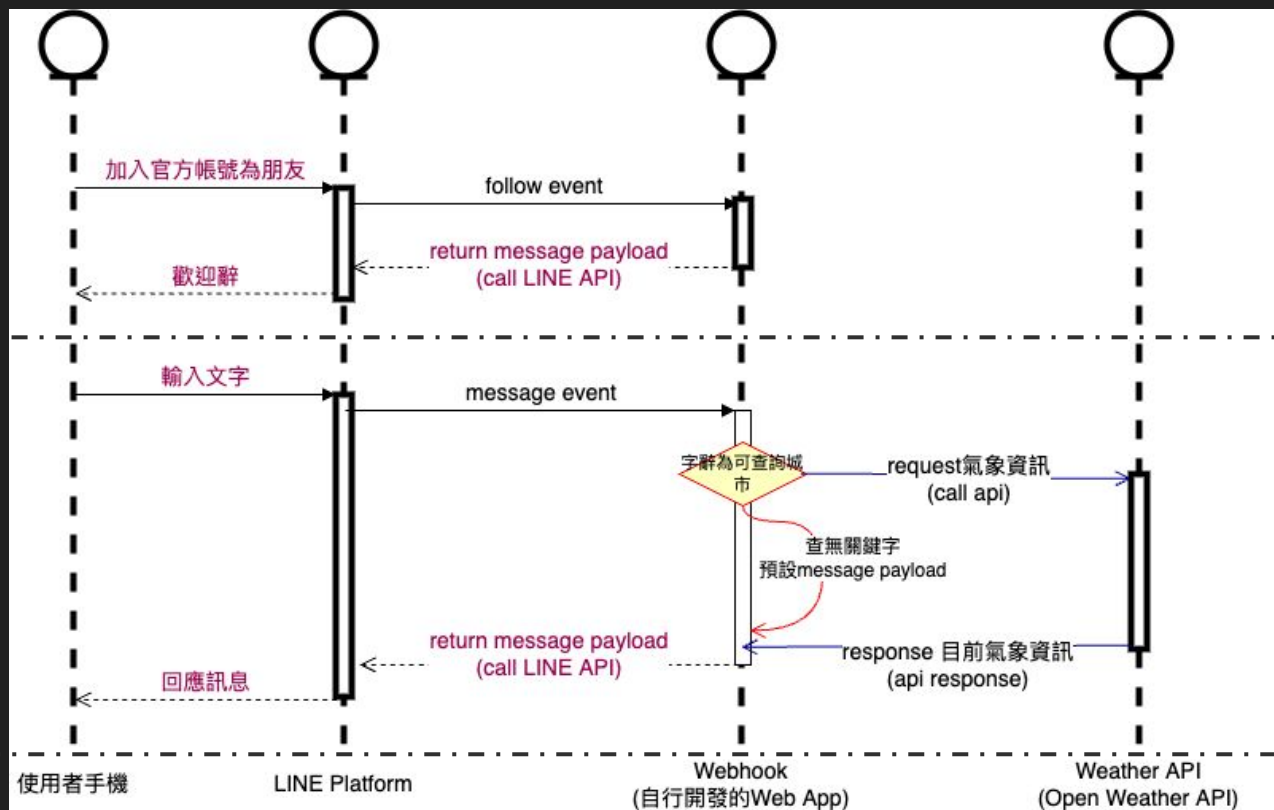 加入官方帳號為朋友
follow event
return message payload
(call LINE API)
歡迎辭
輸入文字
message event
字辭為可查詢城
市
request氣象資訊
(call api)
查無關鍵字
預設message payload
return message payload
(call LINE API)
response 目前氣象資訊
(api response)
回應訊息
使用者手機
LINE Platform
Webhook
(自行開發的Web App)
Weather API
(Open Weather API)